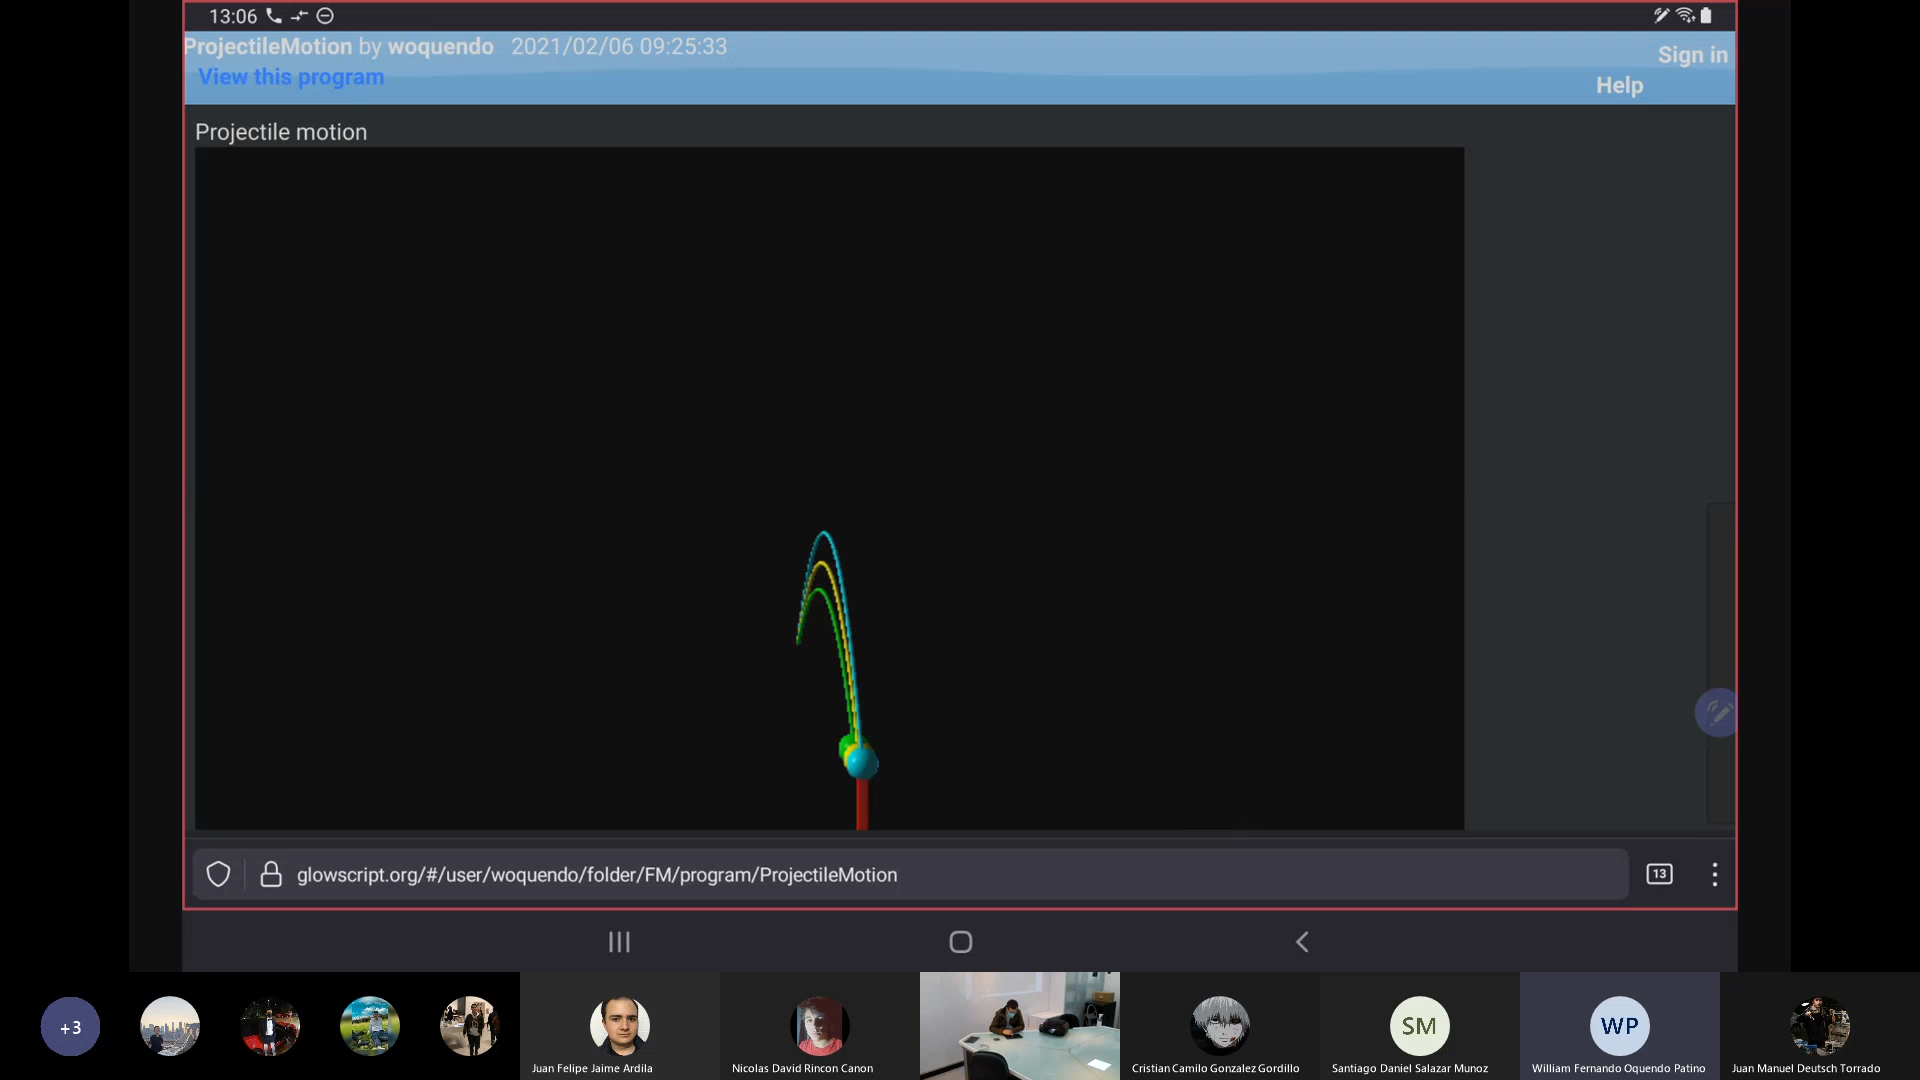 13:06
ProjectileMotion by woquendo 2021/02/06 09:25:33
Sign in
View this program
Help
Projectile motion
glowscript.org/#/user/woquendo/folder/FM/program/ProjectileMotion
13
+3
SM
WP
Juan Felipe Jaime Ardila
Nicolas David Rincon Canon
Cristian Camilo Gonzalez Gordillo
Santiago Daniel Salazar Munoz
William Fernando Oquendo Patino
Juan Manuel Deutsch Torrado